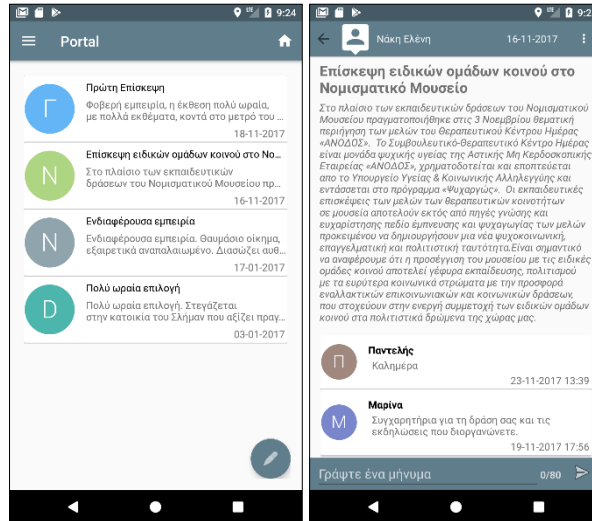 9:24
Portal
Γ
Πρώτη Επίσκεψη
Φοβερή εμπειρία, η έκθεση πολύ ωραία,
με πολλά εκθέματα, κοντά στο μετρό του ...
18-11-2017
N
Επίσκεψη ειδικών ομάδων κοινού στο Νο...
Στο πλαίσιο των εκπαιδευτικών
δράσεων του Νομισματικού Μουσείου πρ...
16-11-2017
N
Ενδιαφέρουσα εμπειρία
Ενδιαφέρουσα εμπειρία. Θαυμάσιο οίκημα,
εξαιρετικά αναπαλαιωμένο. Διασώζει αυθ...
17-01-2017
D
Πολύ ωραία επιλογή
Πολύ ωραία επιλογή. Στεγάζεται
στην κατοικία του Σλήμαν που αξίζει πραγ...
03-01-2017
9:2
Νάκη Ελένη
16-11-2017
Επίσκεψη ειδικών ομάδων κοινού στο
Νομισματικό Μουσείο
Στο πλαίσιο των εκπαιδευτικών δράσεων του Νομισματικού
Μουσείου πραγματοποιήθηκε στις 3 Νοεμβρίου θεματική
περιήγηση των μελών του Θεραπευτικού Κέντρου Ημέρας
«ΑΝΟΔΟΣ». Το Συμβουλευτικό-θεραπευτικό Κέντρο Ημέρας
είναι μονάδα ψυχικής υγείας της Αστικής Μη Κερδοσκοπικής
Εταιρείας «ΑΝΟΔΟΣ», χρηματοδοτείται και εποπτεύεται
απο το Υπουργείο Υγείας & Κοινωνικής Αλληλεγγύης και
εντάσσεται στο πρόγραμμα «Ψυχαργώς». Οι εκπαιδευτικές
επισκέψεις των μελών των θεραπευτικών κοινοτήτων
σε μουσεία αποτελούν εκτός από πηγές γνώσης και
ευχαρίστησης πεδίο έμπνευσης και ψυχαγωγίας των μελών
προκειμένου να δημιουργήσουν μια νέα ψυχοκοινωνική,
επαγγελματική και πολιτιστική ταυτότητα.Είναι σημαντικό
να αναφέρουμε ότι η προσέγγιση του μουσείου με τις ειδικές
ομάδες κοινού αποτελεί γέφυρα εκπαίδευσης, πολιτισμού
με τα ευρύτερα κοινωνικά στρώματα με την προσφορά
εναλλακτικών επικοινωνιακών και κοινωνικών δράσεων,
που στοχεύουν στην ενεργή συμμετοχή των ειδικών ομάδων
κοινού στα πολιτιστικά δρώμενα της χώρας μας.
Π
Παντελής
Καλημέρα
23-11-2017 13:39
M
Μαρίνα
Συγχαρητήρια για τη δράση σας και τις
εκδηλώσεις που διοργανώνετε.
19-11-2017 17:56
Γράψτε ένα μήνυμα
0/80